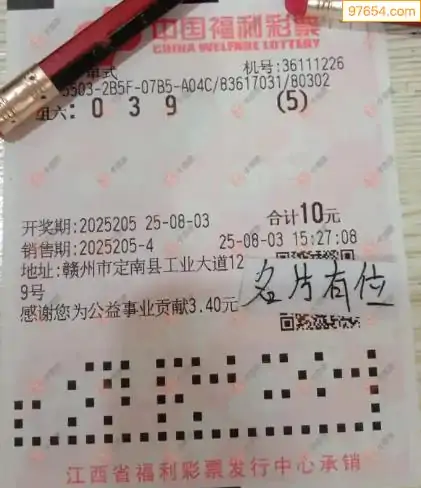 97654.com
中国福利彩票
CHINA WELFARE LOTTERY
单式 机号:36111226
5503-2B5F-07B5-A04C/83617031/80302
组六: 0 3 9 (5)
开奖期:2025205 25-08-03 合计10元
销售期:2025205-4 25-08-03 15:27:08
地址:赣州市定南县工业大道12
9号
感谢您为公益事业贡献3.40元
名片有位
江西省福利彩票发行中心承销